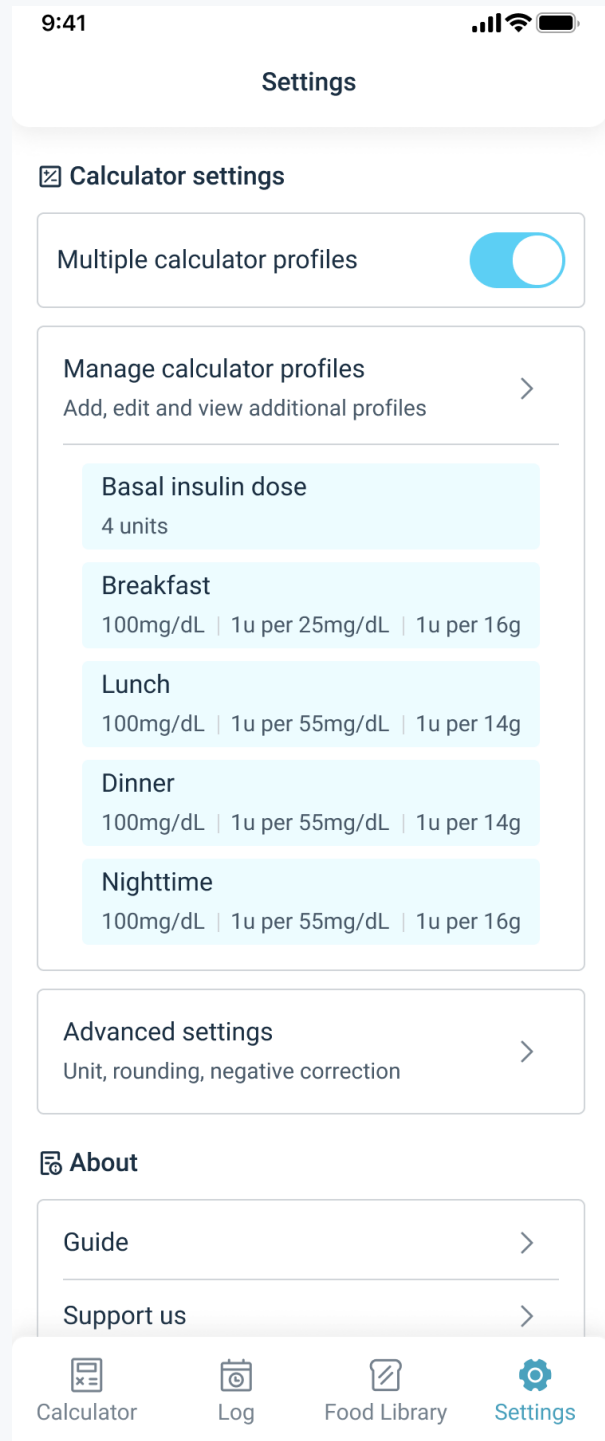 9:41
Settings
Calculator settings
Multiple calculator profiles
Manage calculator profiles
Add, edit and view additional profiles
Basal insulin dose
4 units
Breakfast
100mg/dL | 1u per 25mg/dL | 1u per 16g
Lunch
100mg/dL | 1u per 55mg/dL | 1u per 14g
Dinner
100mg/dL | 1u per 55mg/dL | 1u per 14g
Nighttime
100mg/dL | 1u per 55mg/dL | 1u per 16g
Advanced settings
Unit, rounding, negative correction
About
Guide
Support us
Calculator Log Food Library Settings